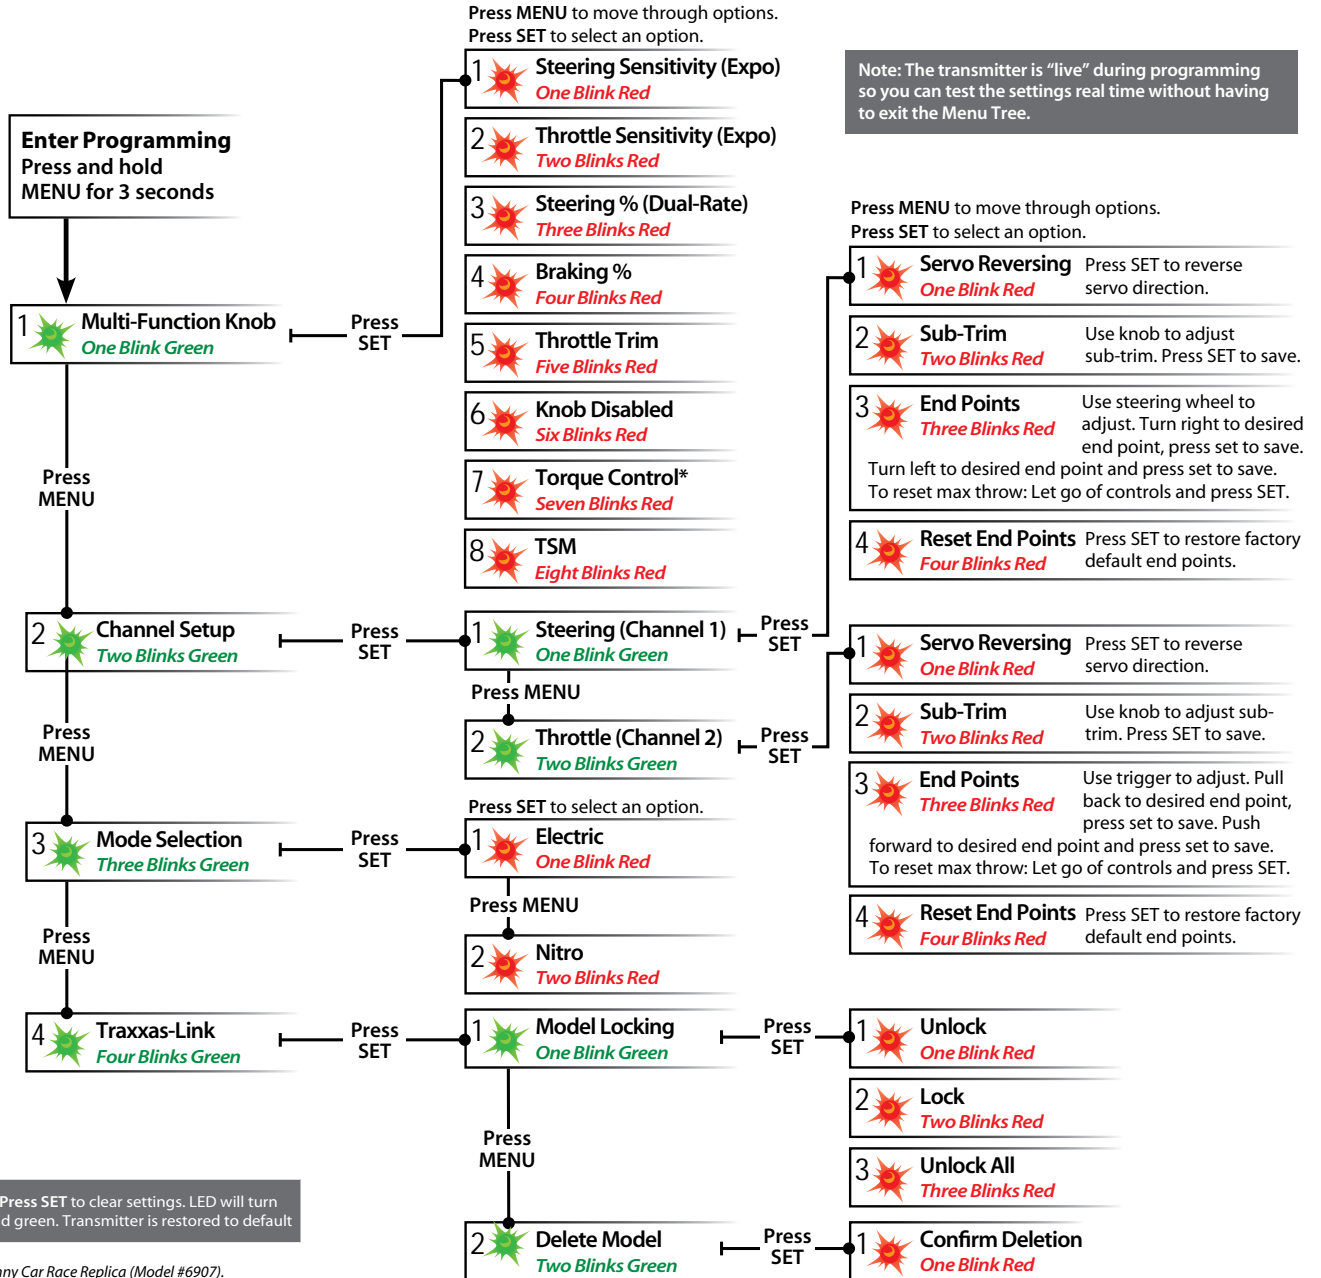 Press MENU to move through options.
Press SET to select an option.
1 Steering Sensitivity (Expo)
One Blink Red
2 Throttle Sensitivity (Expo)
Two Blinks Red
3 Steering % (Dual-Rate)
Three Blinks Red
4 Braking %
Four Blinks Red
5 Throttle Trim
Five Blinks Red
6 Knob Disabled
Six Blinks Red
7 Torque Control*
Seven Blinks Red
8 TSM
Eight Blinks Red
Note: The transmitter is “live” during programming
so you can test the settings real time without having
to exit the Menu Tree.
Enter Programming
Press and hold
MENU for 3 seconds
1 Multi-Function Knob
One Blink Green
Press
SET
Press
MENU
2 Channel Setup
Two Blinks Green
Press
SET
1 Steering (Channel 1)
One Blink Green
Press
SET
Press MENU
2 Throttle (Channel 2)
Two Blinks Green
Press
SET
Press MENU to move through options.
Press SET to select an option.
1 Servo Reversing
One Blink Red
Press SET to reverse
servo direction.
2 Sub-Trim
Two Blinks Red
Use knob to adjust
sub-trim. Press SET to save.
3 End Points
Three Blinks Red
Use steering wheel to
adjust. Turn right to desired
end point, press set to save.
Turn left to desired end point and press set to save.
To reset max throw: Let go of controls and press SET.
4 Reset End Points
Four Blinks Red
Press SET to restore factory
default end points.
1 Servo Reversing
One Blink Red
Press SET to reverse
servo direction.
2 Sub-Trim
Two Blinks Red
Use knob to adjust sub-
trim. Press SET to save.
3 End Points
Three Blinks Red
Use trigger to adjust. Pull
back to desired end point,
press set to save. Push
forward to desired end point and press set to save.
To reset max throw: Let go of controls and press SET.
4 Reset End Points
Four Blinks Red
Press SET to restore factory
default end points.
Press
MENU
3 Mode Selection
Three Blinks Green
Press
SET
Press SET to select an option.
1 Electric
One Blink Red
Press MENU
2 Nitro
Two Blinks Red
Press
MENU
4 Traxxas-Link
Four Blinks Green
Press
SET
1 Model Locking
One Blink Green
Press
SET
1 Unlock
One Blink Red
2 Lock
Two Blinks Red
3 Unlock All
Three Blinks Red
Press
MENU
2 Delete Model
Two Blinks Green
Press
SET
1 Confirm Deletion
One Blink Red
Press SET to clear settings. LED will turn
d green. Transmitter is restored to default
nny Car Race Replica (Model #6907).